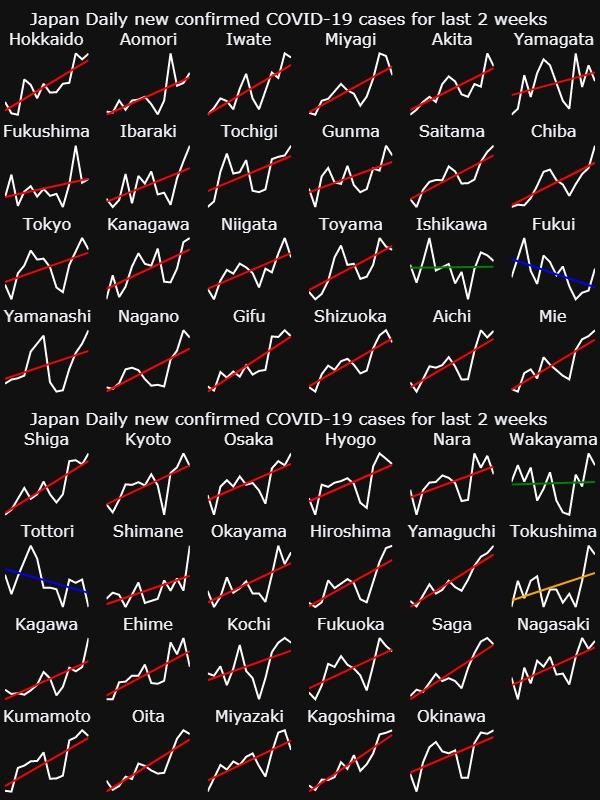 Japan Daily new confirmed COVID-19 cases for last 2 weeks
Hokkaido Aomori Iwate Miyagi Akita Yamagata
Fukushima Ibaraki Tochigi Gunma Saitama Chiba
Tokyo Kanagawa Niigata Toyama Ishikawa Fukui
Yamanashi Nagano Gifu Shizuoka Aichi Mie
Japan Daily new confirmed COVID-19 cases for last 2 weeks
Shiga Kyoto Osaka Hyogo Nara Wakayama
Tottori Shimane Okayama Hiroshima Yamaguchi Tokushima
Kagawa Ehime Kochi Fukuoka Saga Nagasaki
Kumamoto Oita Miyazaki Kagoshima Okinawa